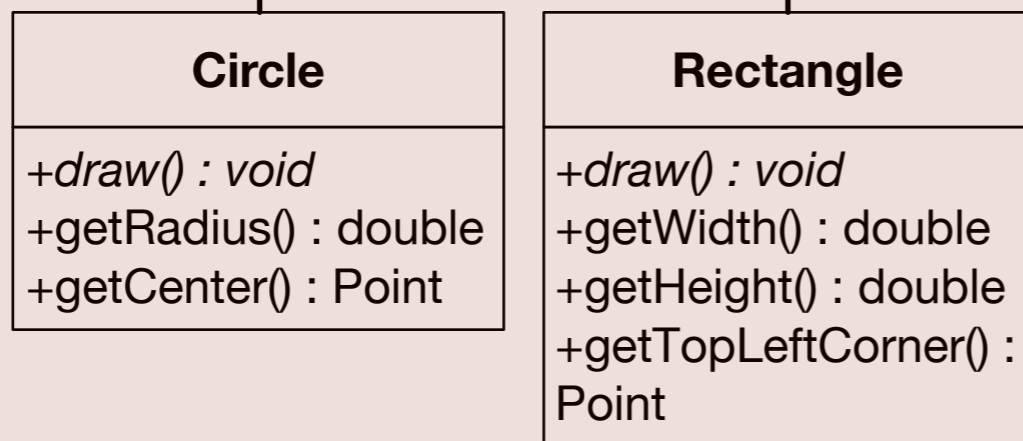 Circle
+draw() : void
+getRadius() : double
+getCenter() : Point
Rectangle
+draw() : void
+getWidth() : double
+getHeight() : double
+getTopLeftCorner() :
Point